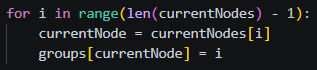 for i in range(len(currentNodes) - 1):
    currentNode = currentNodes[i]
    groups[currentNode] = i